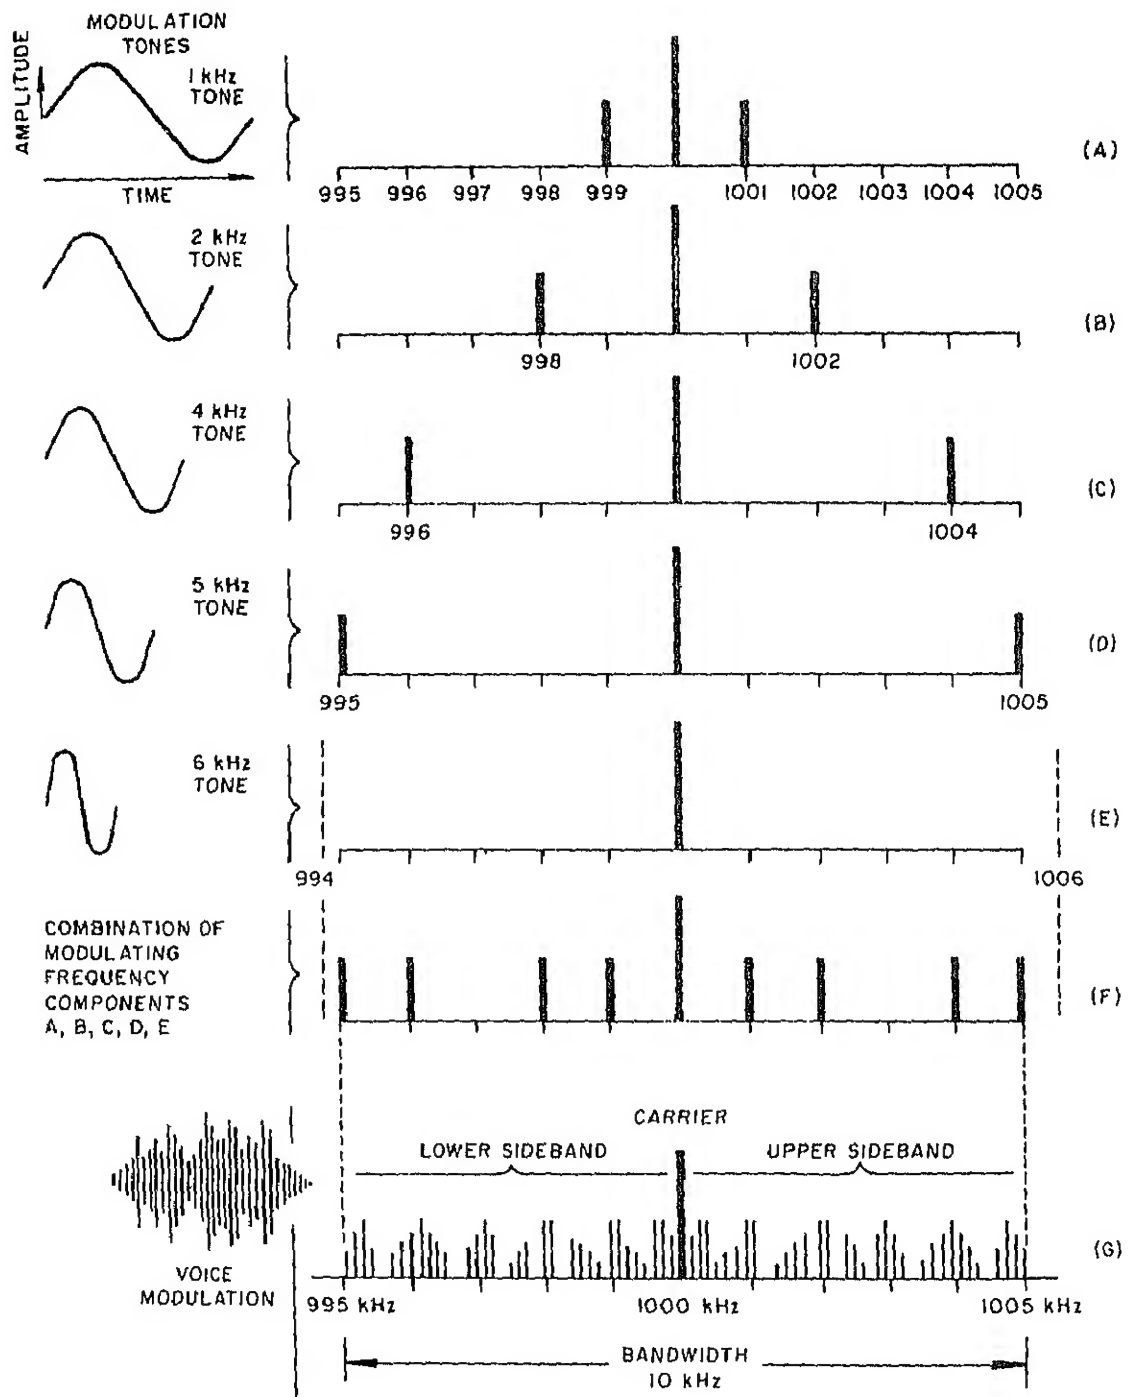 MODULATION
TONES
AMPLITUDE
TIME
1 kHz
TONE
995 996 997 998 999 1001 1002 1003 1004 1005
(A)
2 kHz
TONE
998 1002
(B)
4 kHz
TONE
996 1004
(C)
5 kHz
TONE
995 1005
(D)
6 kHz
TONE
994 1006
(E)
COMBINATION OF
MODULATING
FREQUENCY
COMPONENTS
A, B, C, D, E
(F)
CARRIER
LOWER SIDEBAND UPPER SIDEBAND
VOICE
MODULATION
(G)
995 kHz 1000 kHz 1005 kHz
BANDWIDTH
10 kHz